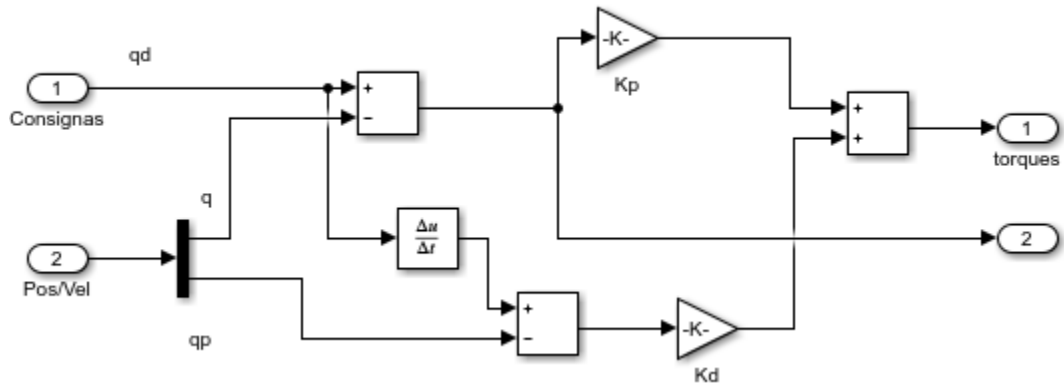 qd
1
Consignas
+
−
-K-
Kp
+
+
1
torques
q
2
Pos/Vel
Δu
Δt
2
qp
+
−
-K-
Kd